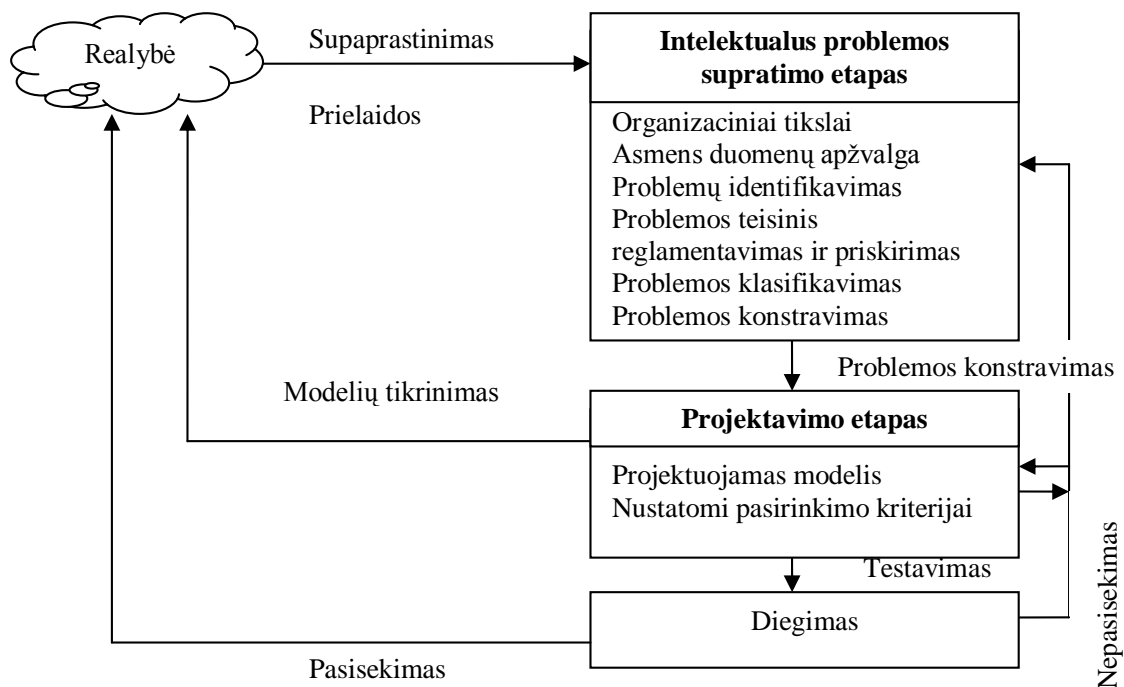 Realybė
Supaprastinimas
Prielaidos
Intelektualus problemos
supratimo etapas
Organizaciniai tikslai
Asmens duomenų apžvalga
Problemų identifikavimas
Problemos teisinis
reglamentavimas ir priskirimas
Problemos klasifikavimas
Problemos konstravimas
Problemos konstravimas
Modelių tikrinimas
Projektavimo etapas
Projektuojamas modelis
Nustatomi pasirinkimo kriterijai
Testavimas
Nepasisekimas
Diegimas
Pasisekimas